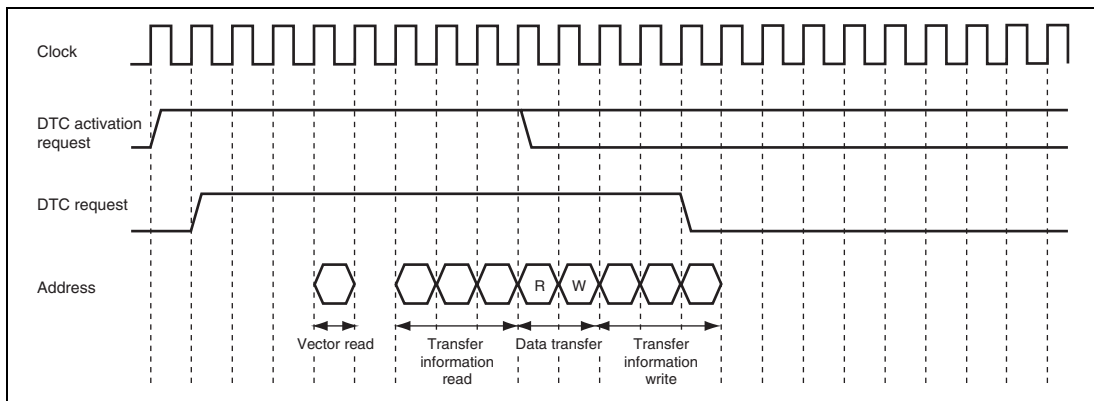 Clock
DTC activation
request
DTC request
Address
R W
Vector read
Transfer
information
read
Data transfer
Transfer
information
write